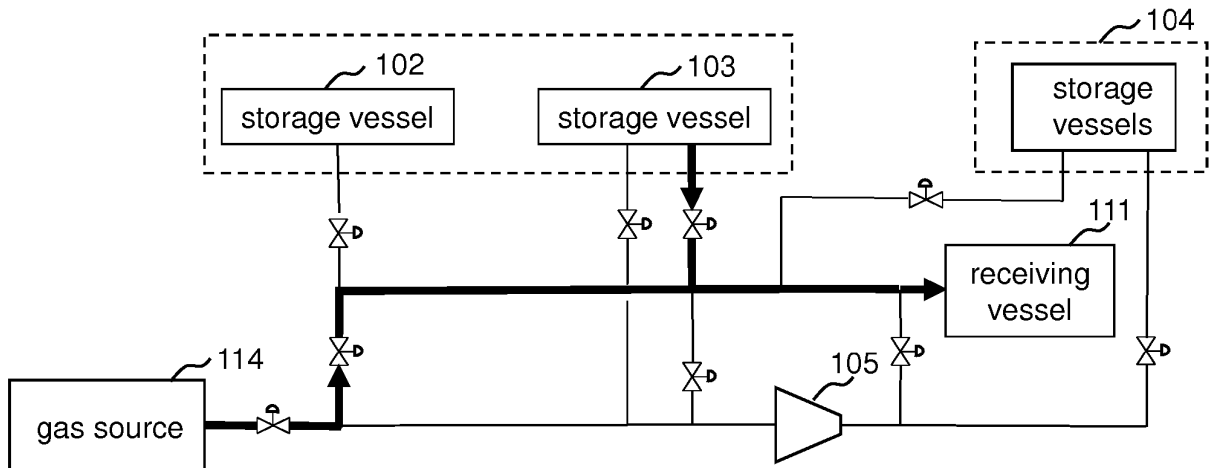 104
102
103
storage
vessels
storage vessel
storage vessel
111
receiving
vessel
114
105
gas source